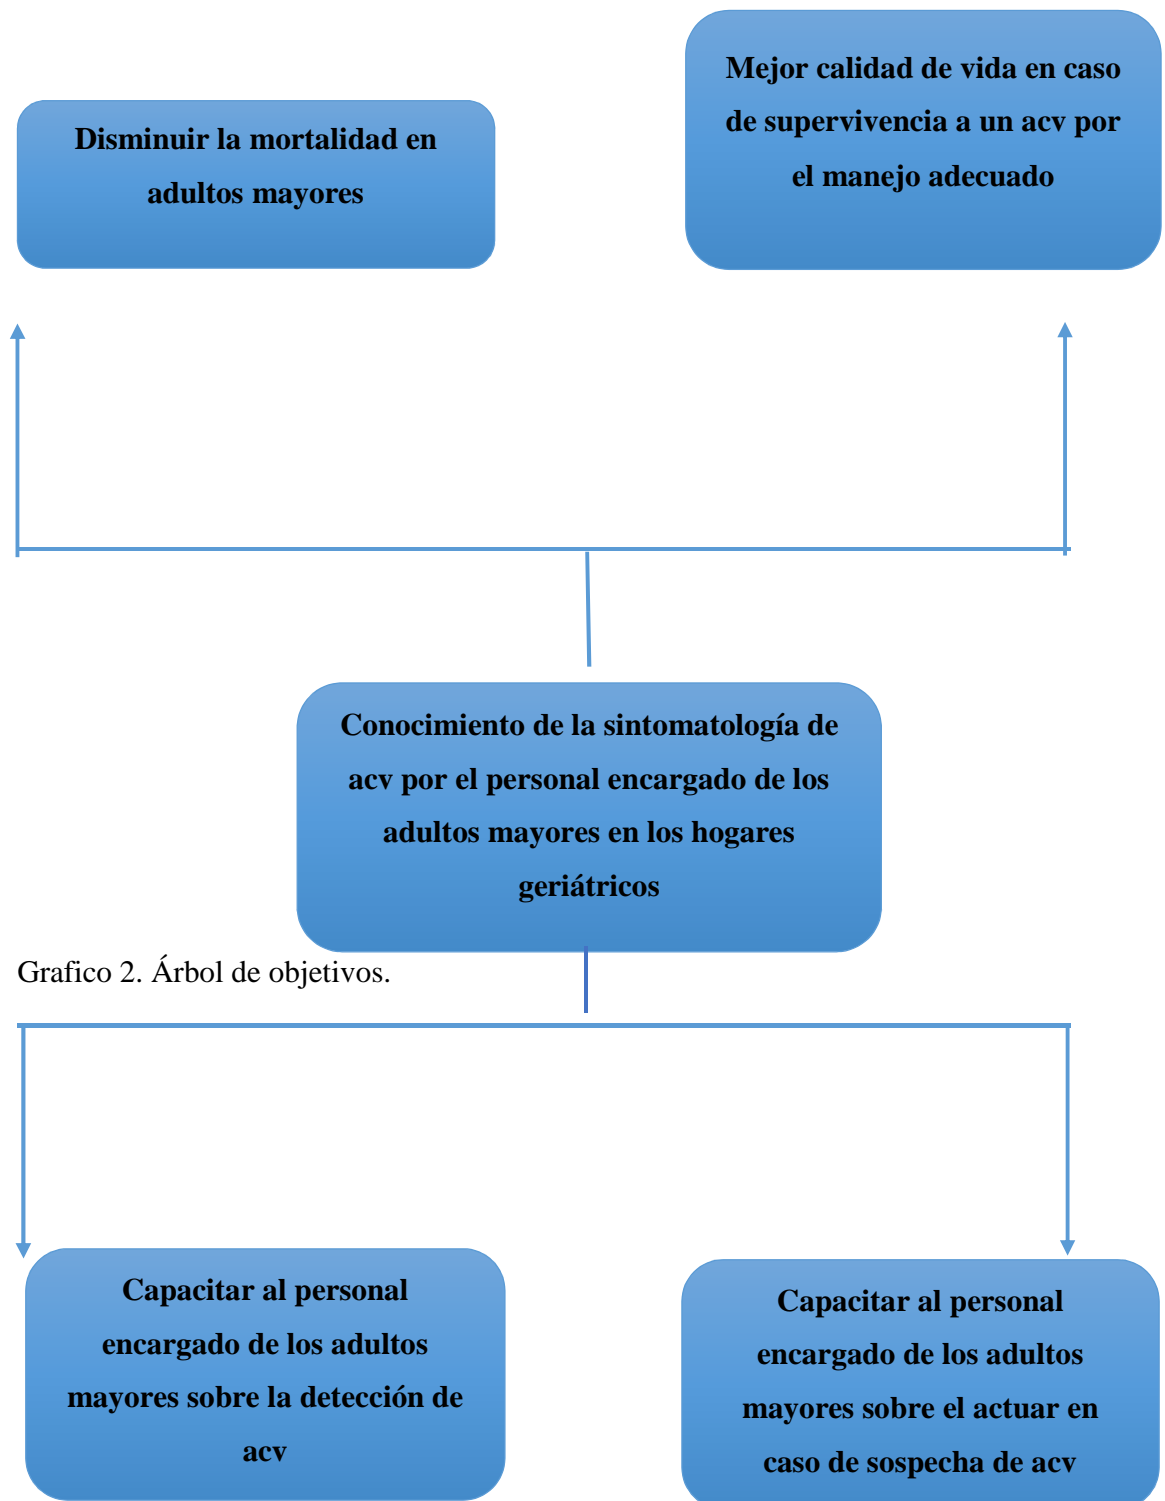 Disminuir la mortalidad en
adultos mayores
Mejor calidad de vida en caso
de supervivencia a un acv por
el manejo adecuado
Conocimiento de la sintomatología de
acv por el personal encargado de los
adultos mayores en los hogares
geriátricos
Grafico 2. Árbol de objetivos.
Capacitar al personal
encargado de los adultos
mayores sobre la detección de
acv
Capacitar al personal
encargado de los adultos
mayores sobre el actuar en
caso de sospecha de acv